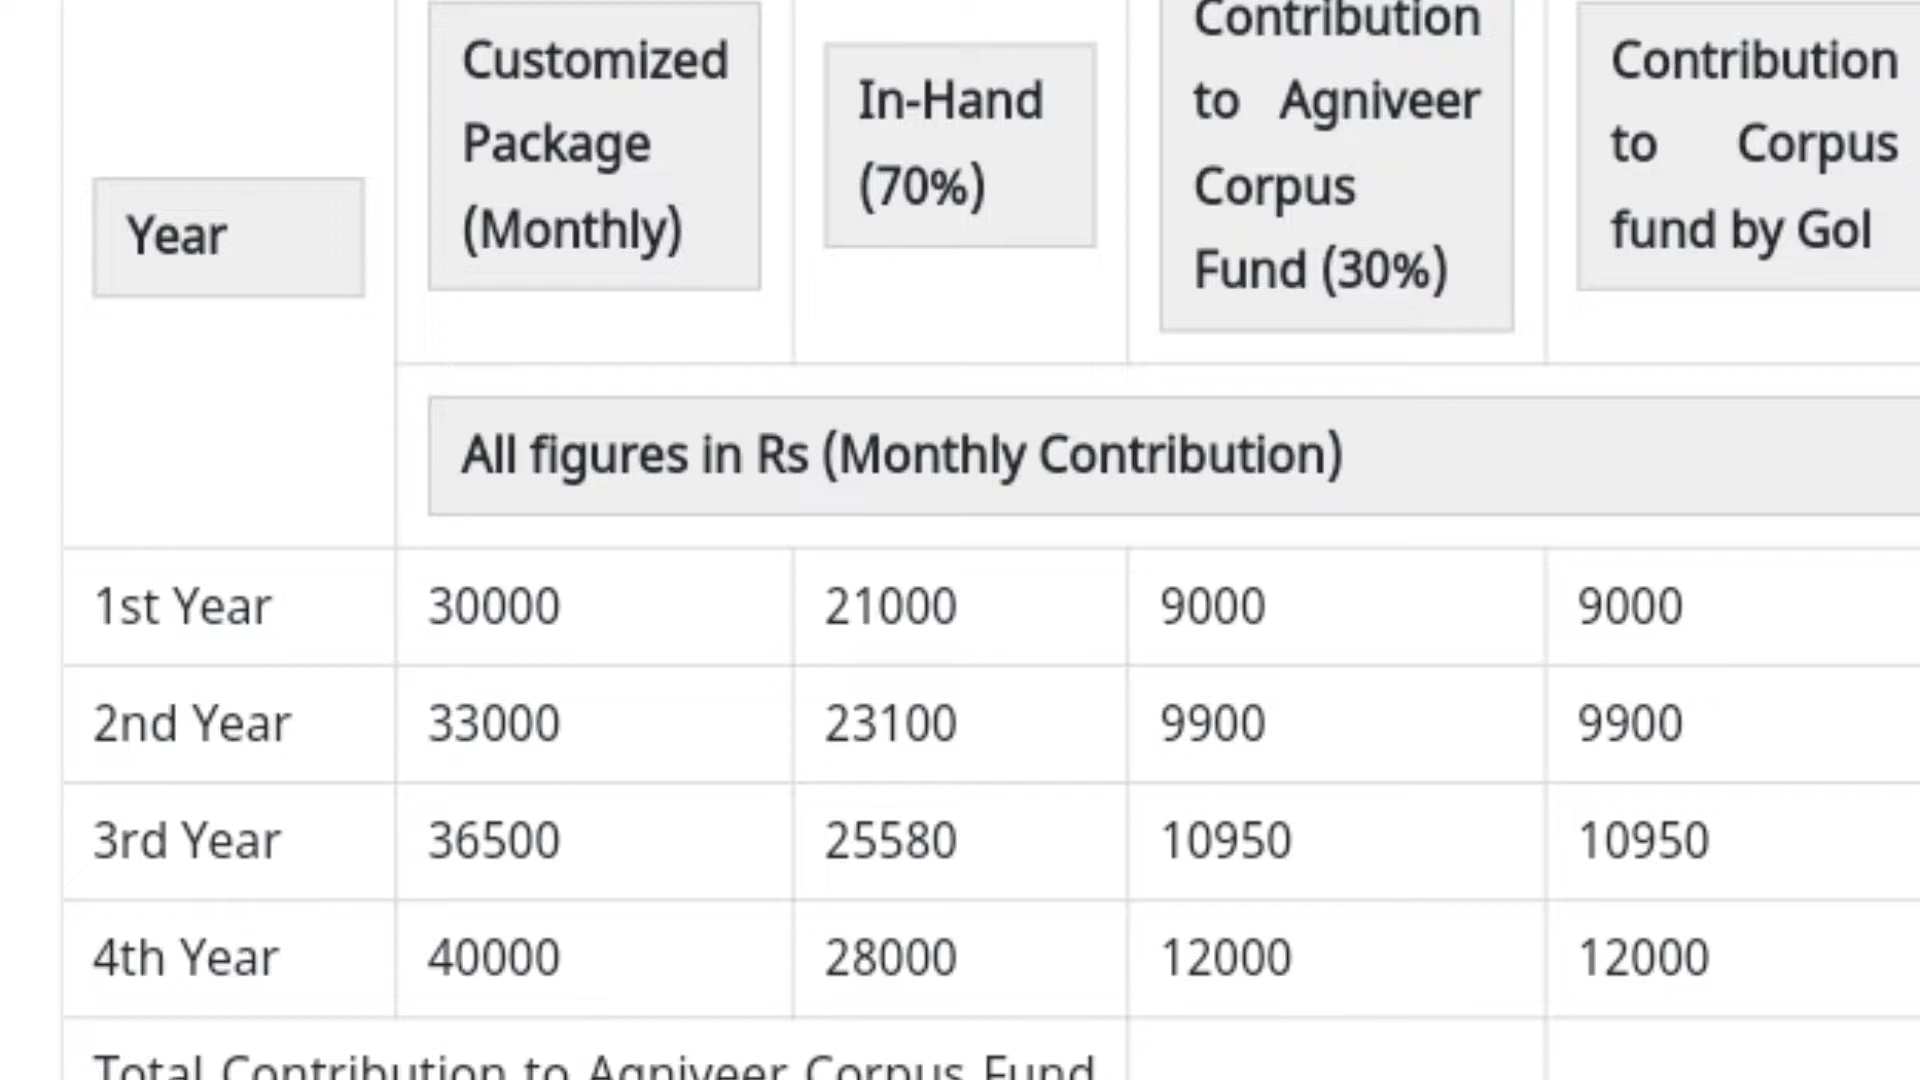 Year
Customized
Package
(Monthly)
In-Hand
(70%)
Contribution
to Agniveer
Corpus
Fund (30%)
Contribution
to Corpus
fund by GoI
All figures in Rs (Monthly Contribution)
1st Year 30000 21000 9000 9000
2nd Year 33000 23100 9900 9900
3rd Year 36500 25580 10950 10950
4th Year 40000 28000 12000 12000
Total Contribution to Agniveer Corpus Fund